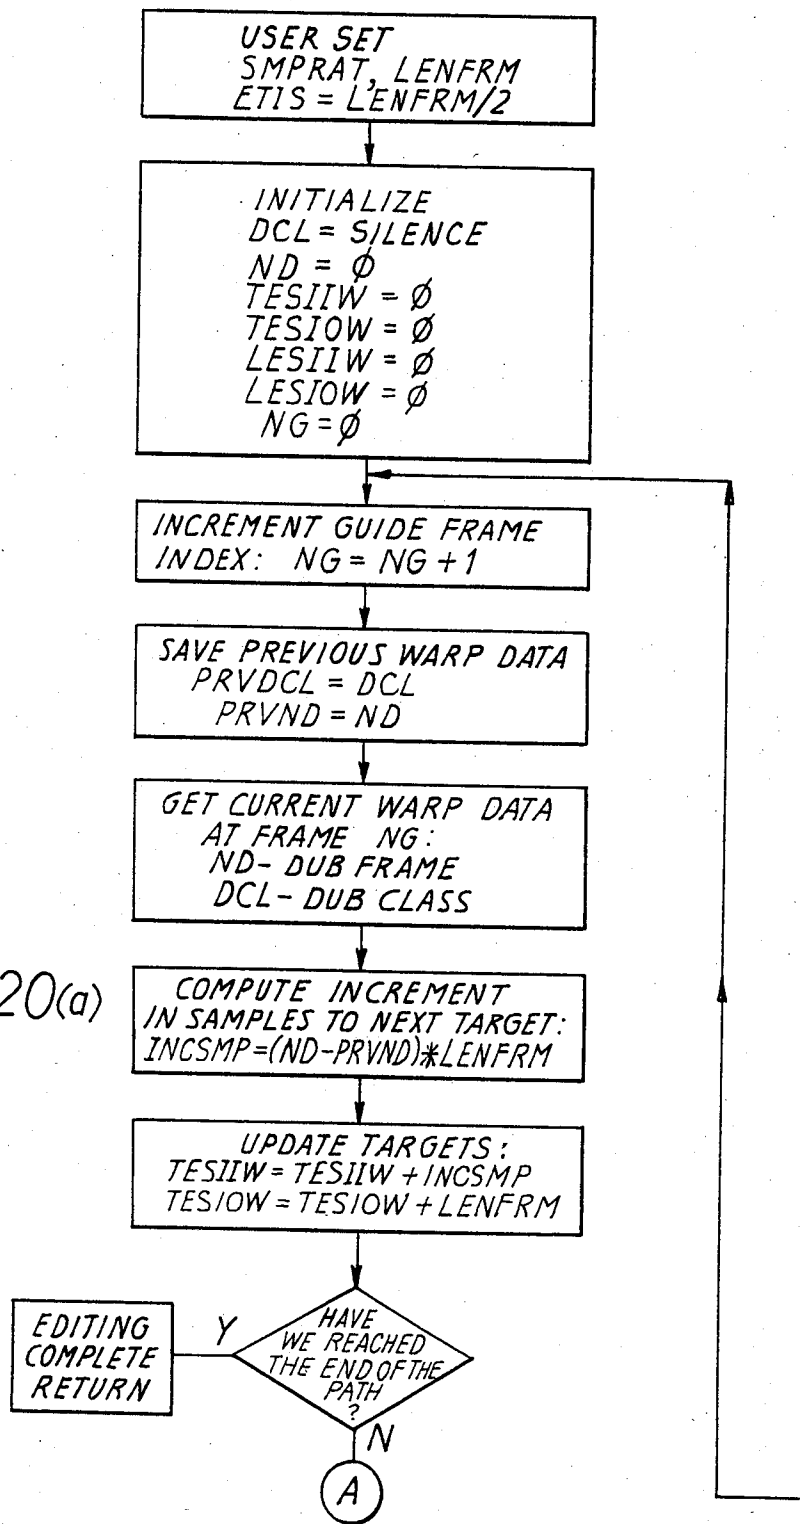 USER SET
SMPRAT, LENFRM
ETIS = LENFRM/2
INITIALIZE
DCL = SILENCE
ND = Ø
TESIIW = Ø
TESIOW = Ø
LESIIW = Ø
LESIOW = Ø
NG = Ø
INCREMENT GUIDE FRAME
INDEX: NG = NG + 1
SAVE PREVIOUS WARP DATA
PRVDCL = DCL
PRVND = ND
GET CURRENT WARP DATA
AT FRAME NG:
ND- DUB FRAME
DCL- DUB CLASS
20(a)
COMPUTE INCREMENT
IN SAMPLES TO NEXT TARGET:
INCSMP=(ND-PRVND)*LENFRM
UPDATE TARGETS:
TESIIW = TESIIW + INCSMP
TESIOW = TESIOW + LENFRM
HAVE
WE REACHED
THE END OF THE
PATH
?
Y
EDITING
COMPLETE
RETURN
N
A